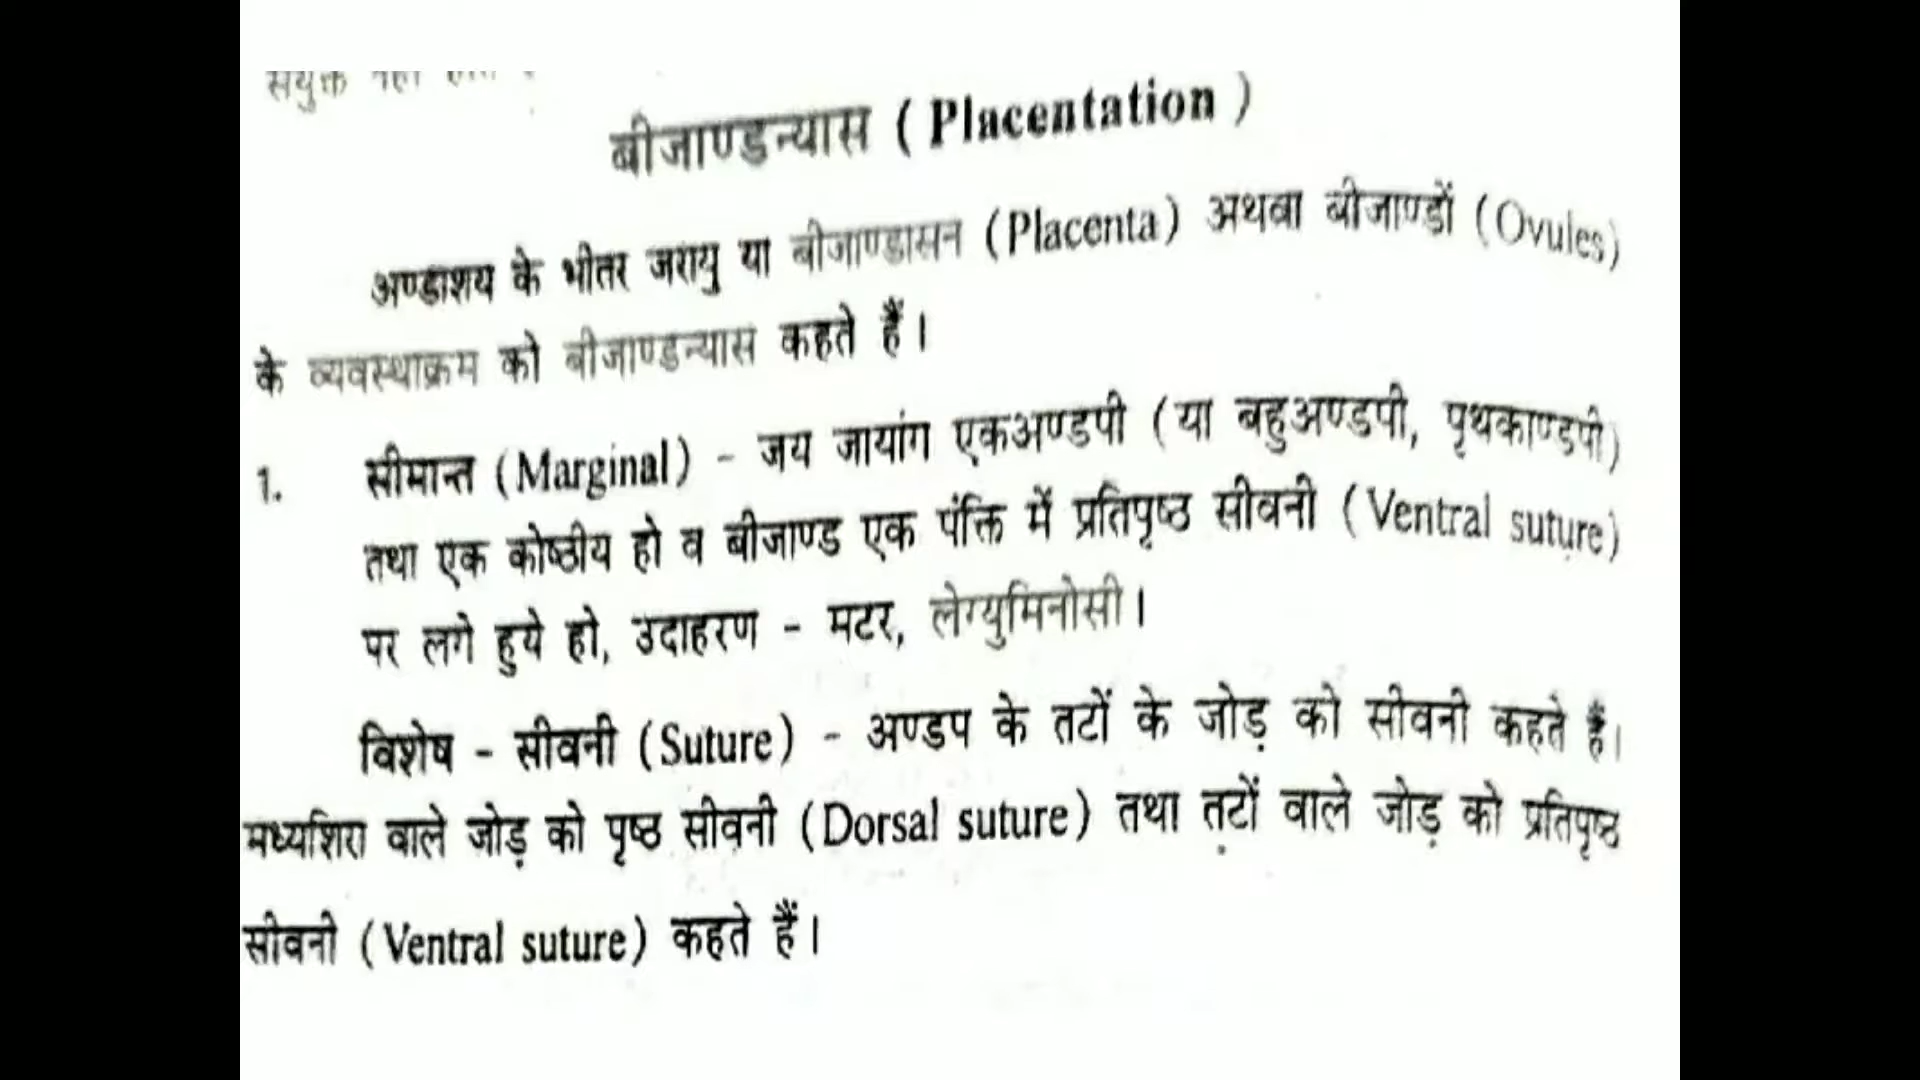 संयुक्त नहीं
बीजाण्डन्यास ( Placentation )
अण्डाशय के भीतर जरायु या बीजाण्डासन (Placenta) अथवा बीजाण्डों (Ovules)
के व्यवस्थाक्रम को बीजाण्डन्यास कहते हैं।
1. सीमान्त (Marginal) - जय जायांग एकअण्डपी (या बहुअण्डपी, पृथकाण्डपी)
तथा एक कोष्ठीय हो व बीजाण्ड एक पंक्ति में प्रतिपृष्ठ सीवनी (Ventral suture)
पर लगे हुये हो, उदाहरण - मटर, लेग्युमिनोसी।
विशेष - सीवनी (Suture) - अण्डप के तटों के जोड़ को सीवनी कहते है।
मध्यशिरा वाले जोड़ को पृष्ठ सीवनी (Dorsal suture) तथा तटों वाले जोड़ को प्रतिपृष्ठ
सीवनी (Ventral suture) कहते हैं।